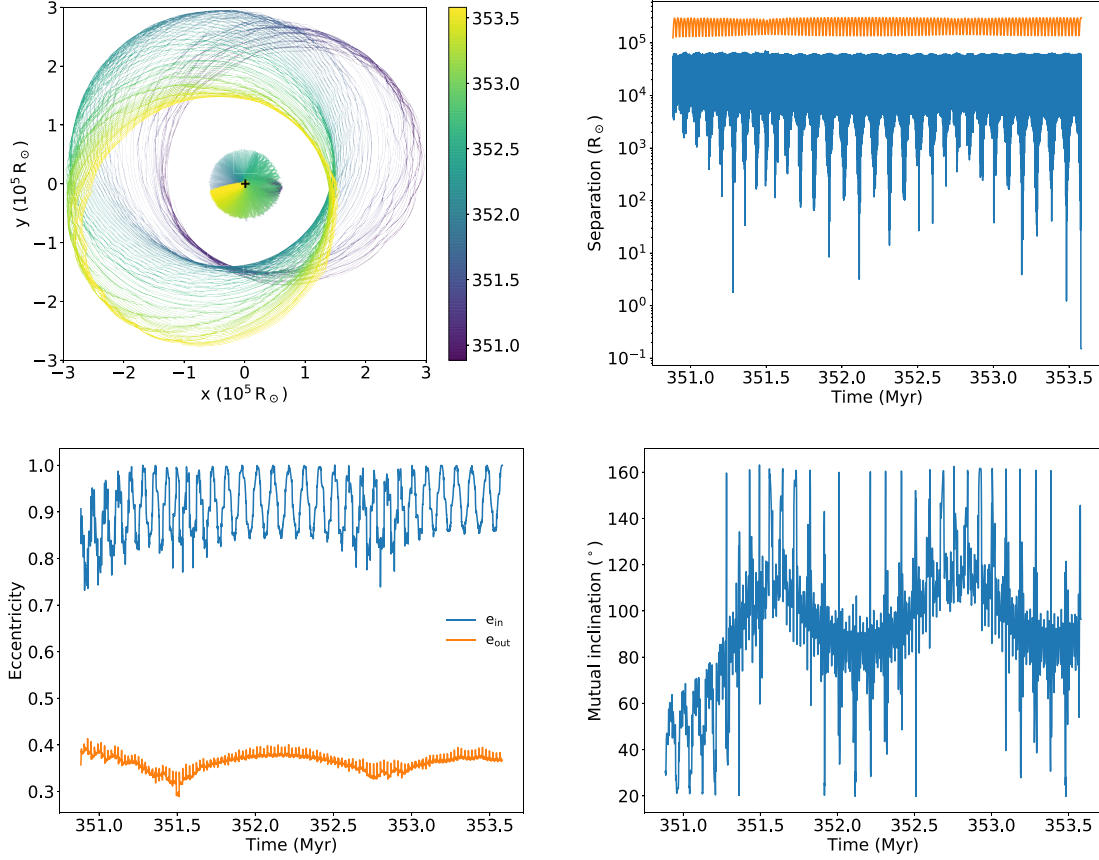 3
2
1
0
−1
−2
−3
y (10⁵ R⊙)
−3 −2 −1 0 1 2 3
x (10⁵ R⊙)
353.5
353.0
352.5
352.0
351.5
351.0
10⁵
10⁴
10³
10²
10¹
10⁰
10⁻¹
Separation (R⊙)
351.0 351.5 352.0 352.5 353.0 353.5
Time (Myr)
1.0
0.9
0.8
0.7
0.6
0.5
0.4
0.3
Eccentricity
e_in
e_out
351.0 351.5 352.0 352.5 353.0 353.5
Time (Myr)
160
140
120
100
80
60
40
20
Mutual inclination (°)
351.0 351.5 352.0 352.5 353.0 353.5
Time (Myr)